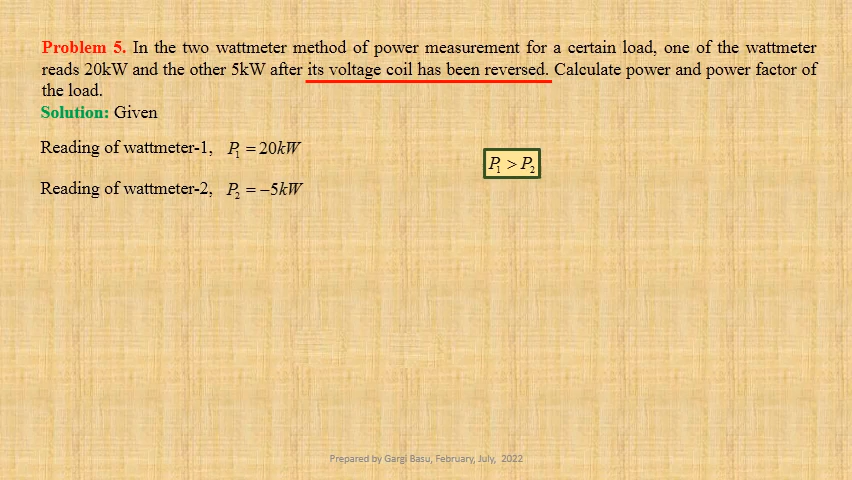 Problem 5. In the two wattmeter method of power measurement for a certain load, one of the wattmeter
reads 20kW and the other 5kW after its voltage coil has been reversed. Calculate power and power factor of
the load.
Solution: Given
Reading of wattmeter-1, P₁ = 20kW
P₁ > P₂
Reading of wattmeter-2, P₂ = −5kW
Prepared by Gargi Basu, February, July, 2022